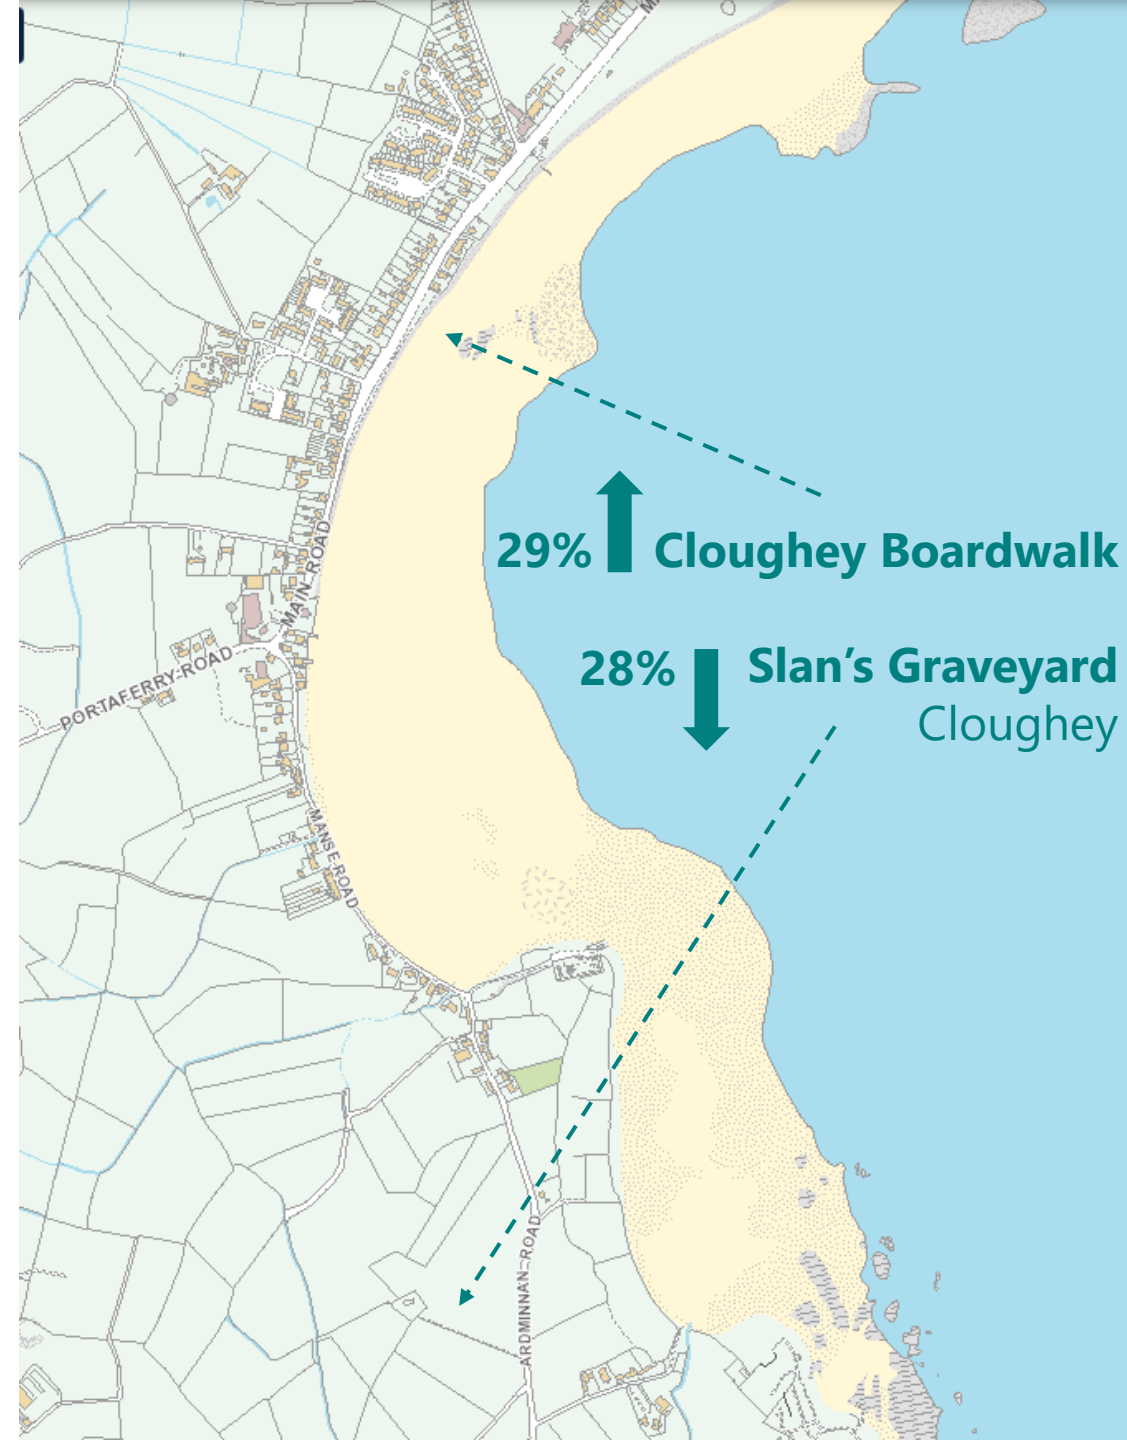 29% Cloughey Boardwalk
28% Slan’s Graveyard
Cloughey
MAIN ROAD
PORTAFERRY ROAD
MANSE ROAD
ARDMINNAN ROAD